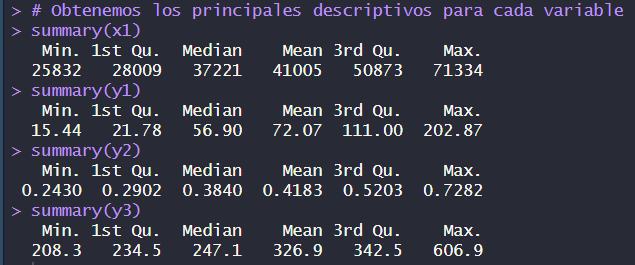 > # Obtenemos los principales descriptivos para cada variable
> summary(x1)
Min. 1st Qu. Median Mean 3rd Qu. Max.
25832 28009 37221 41005 50873 71334
> summary(y1)
Min. 1st Qu. Median Mean 3rd Qu. Max.
15.44 21.78 56.90 72.07 111.00 202.87
> summary(y2)
Min. 1st Qu. Median Mean 3rd Qu. Max.
0.2430 0.2902 0.3840 0.4183 0.5203 0.7282
> summary(y3)
Min. 1st Qu. Median Mean 3rd Qu. Max.
208.3 234.5 247.1 326.9 342.5 606.9